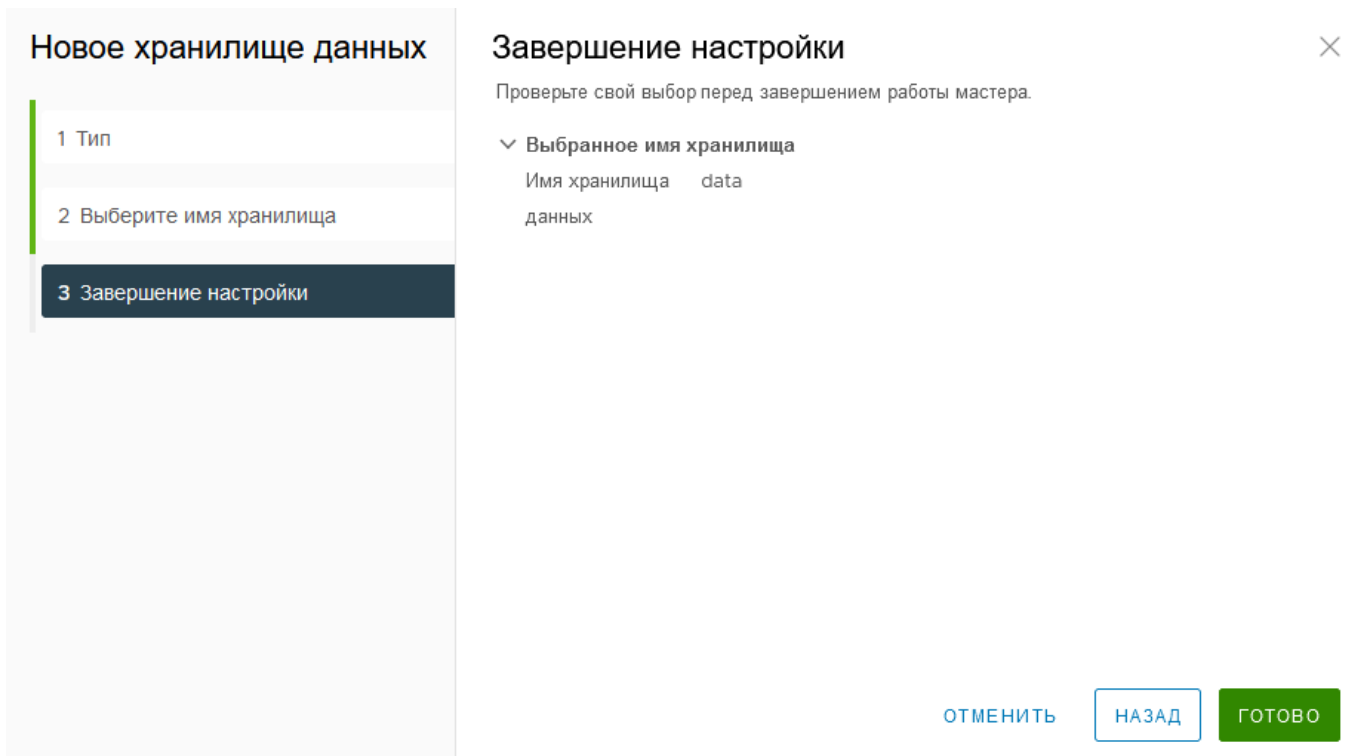 Новое хранилище данных
1 Тип
2 Выберите имя хранилища
3 Завершение настройки
Завершение настройки
Проверьте свой выбор перед завершением работы мастера.
Выбранное имя хранилища
Имя хранилища data
данных
ОТМЕНИТЬ НАЗАД ГОТОВО